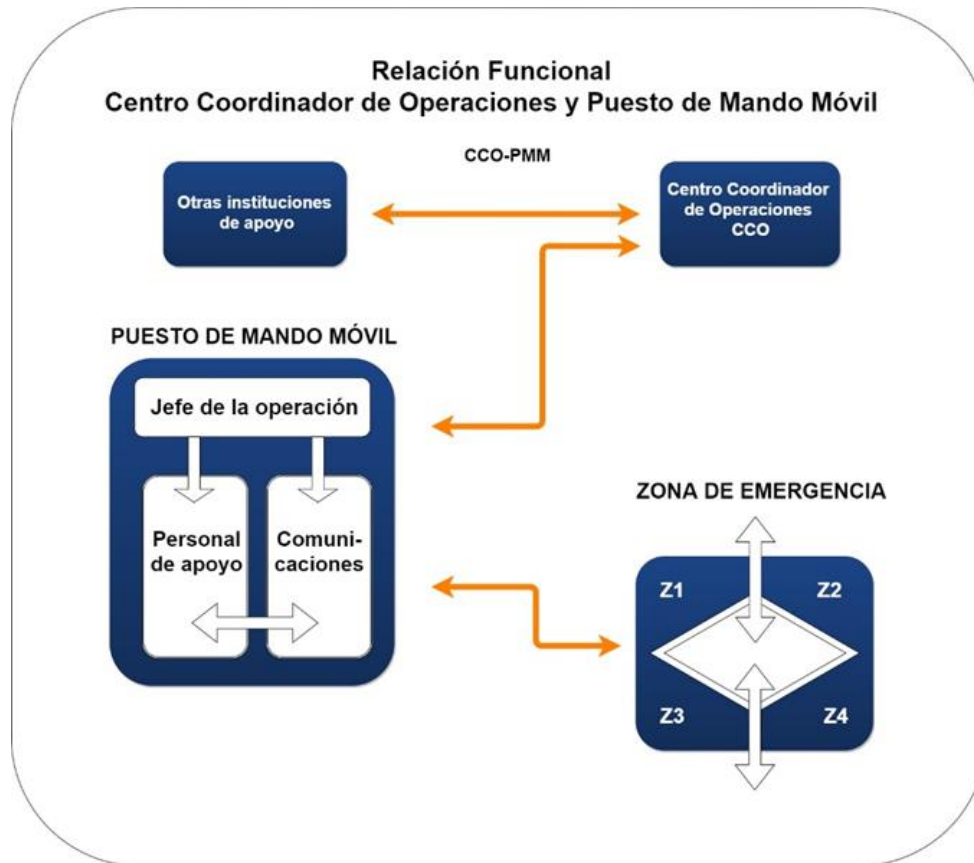 Relación Funcional
Centro Coordinador de Operaciones y Puesto de Mando Móvil
CCO-PMM
Otras instituciones
de apoyo
Centro Coordinador
de Operaciones
CCO
PUESTO DE MANDO MÓVIL
Jefe de la operación
Personal
de apoyo
Comuni-
caciones
ZONA DE EMERGENCIA
Z1
Z2
Z3
Z4